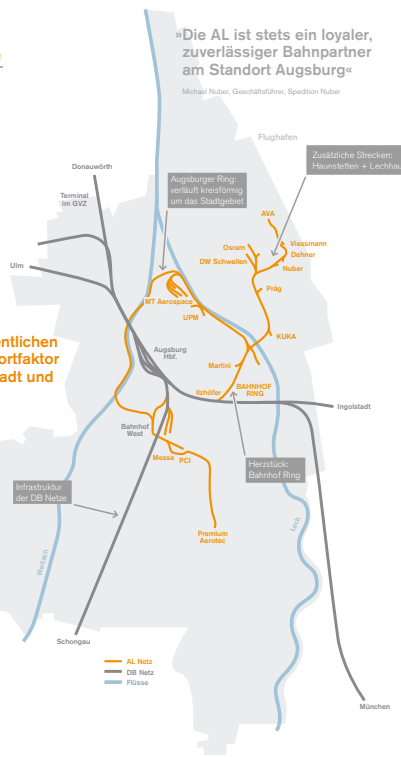 »Die AL ist stets ein loyaler,
zuverlässiger Bahnpartner
am Standort Augsburg«
Michael Nuber, Geschäftsführer, Spedition Nuber
Flughafen
Zusätzliche Strecken:
Haunstetten + Lechhau
Donauwörth
Augsburger Ring:
verläuft kreisförmig
um das Stadtgebiet
Terminal
im GVZ
AVA
Osram
Viessmann
Dehner
DW Schwellen
Nuber
Ulm
Präg
MT Aerospace
UPM
KUKA
entlichen
ortfaktor
tadt und
Augsburg
Hbf.
Martini
Ilzhöfer
BAHNHOF
RING
Ingolstadt
Bahnhof
West
Messe
PCI
Herzstück:
Bahnhof Ring
Infrastruktur
der DB Netze
Premium
Aerotec
Lech
Wertach
Schongau
AL Netz
DB Netz
Flüsse
München